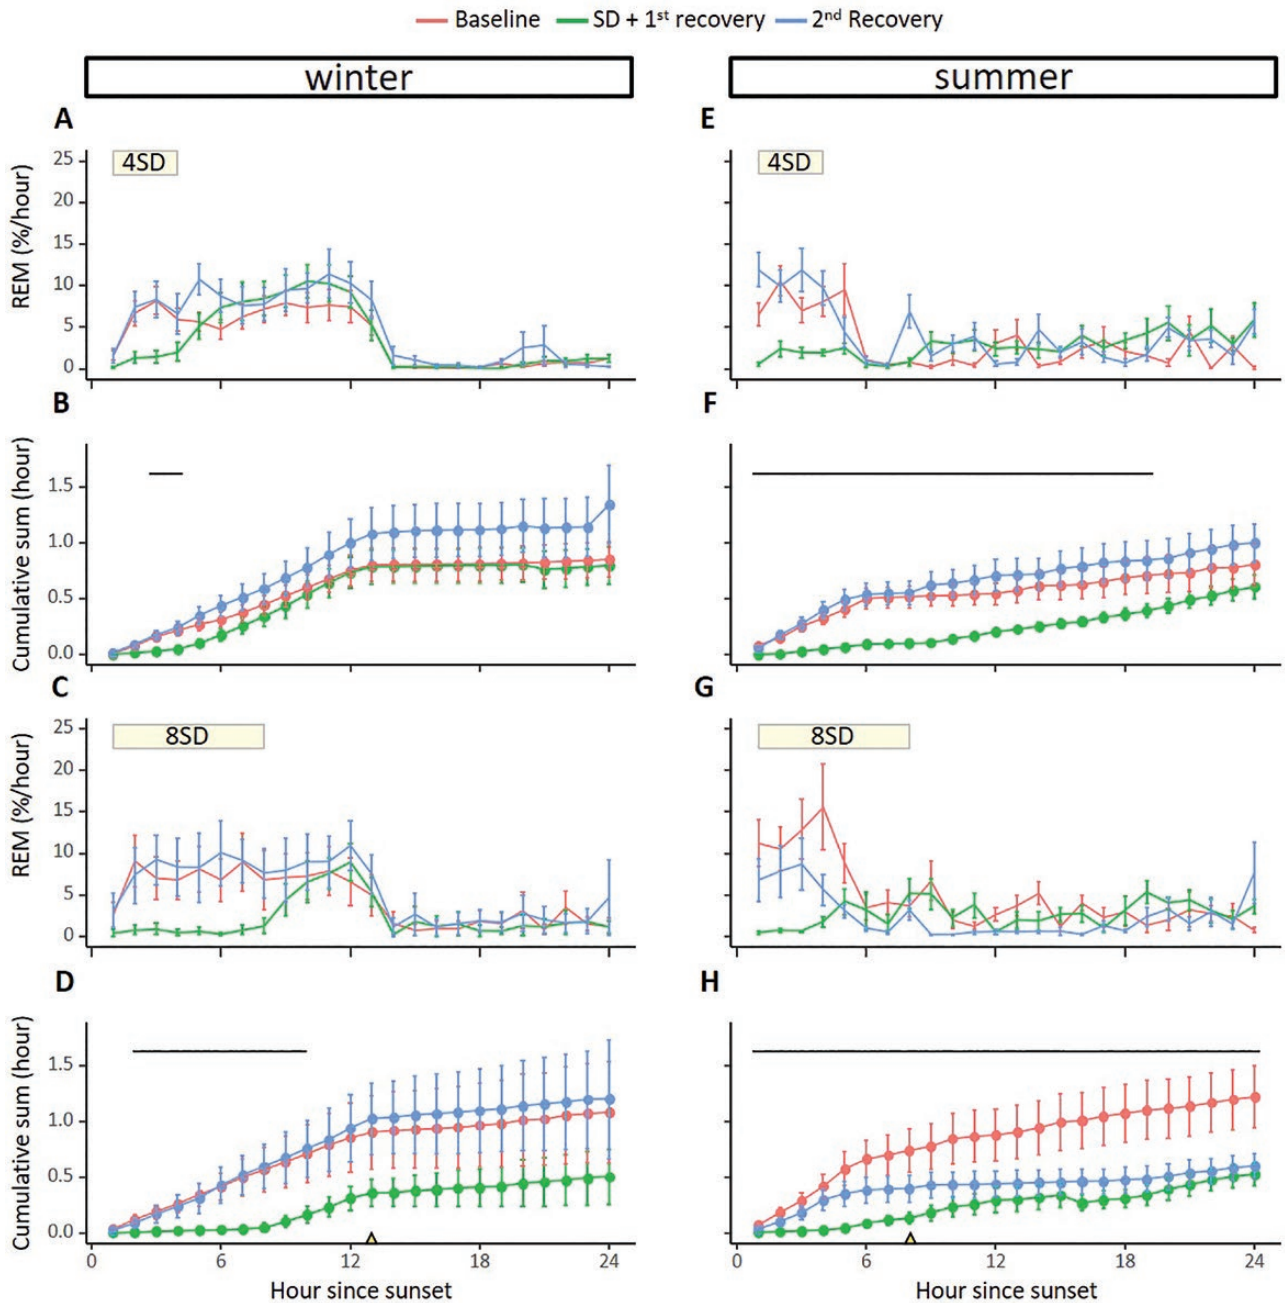 Baseline SD + 1st recovery 2nd Recovery
winter summer
A E
REM (%/hour)
25
20
15
10
5
0
4SD 4SD
B F
Cumulative sum (hour)
1.5
1.0
0.5
0.0
C G
REM (%/hour)
25
20
15
10
5
0
8SD 8SD
D H
Cumulative sum (hour)
1.5
1.0
0.5
0.0
0 6 12 18 24 0 6 12 18 24
Hour since sunset Hour since sunset